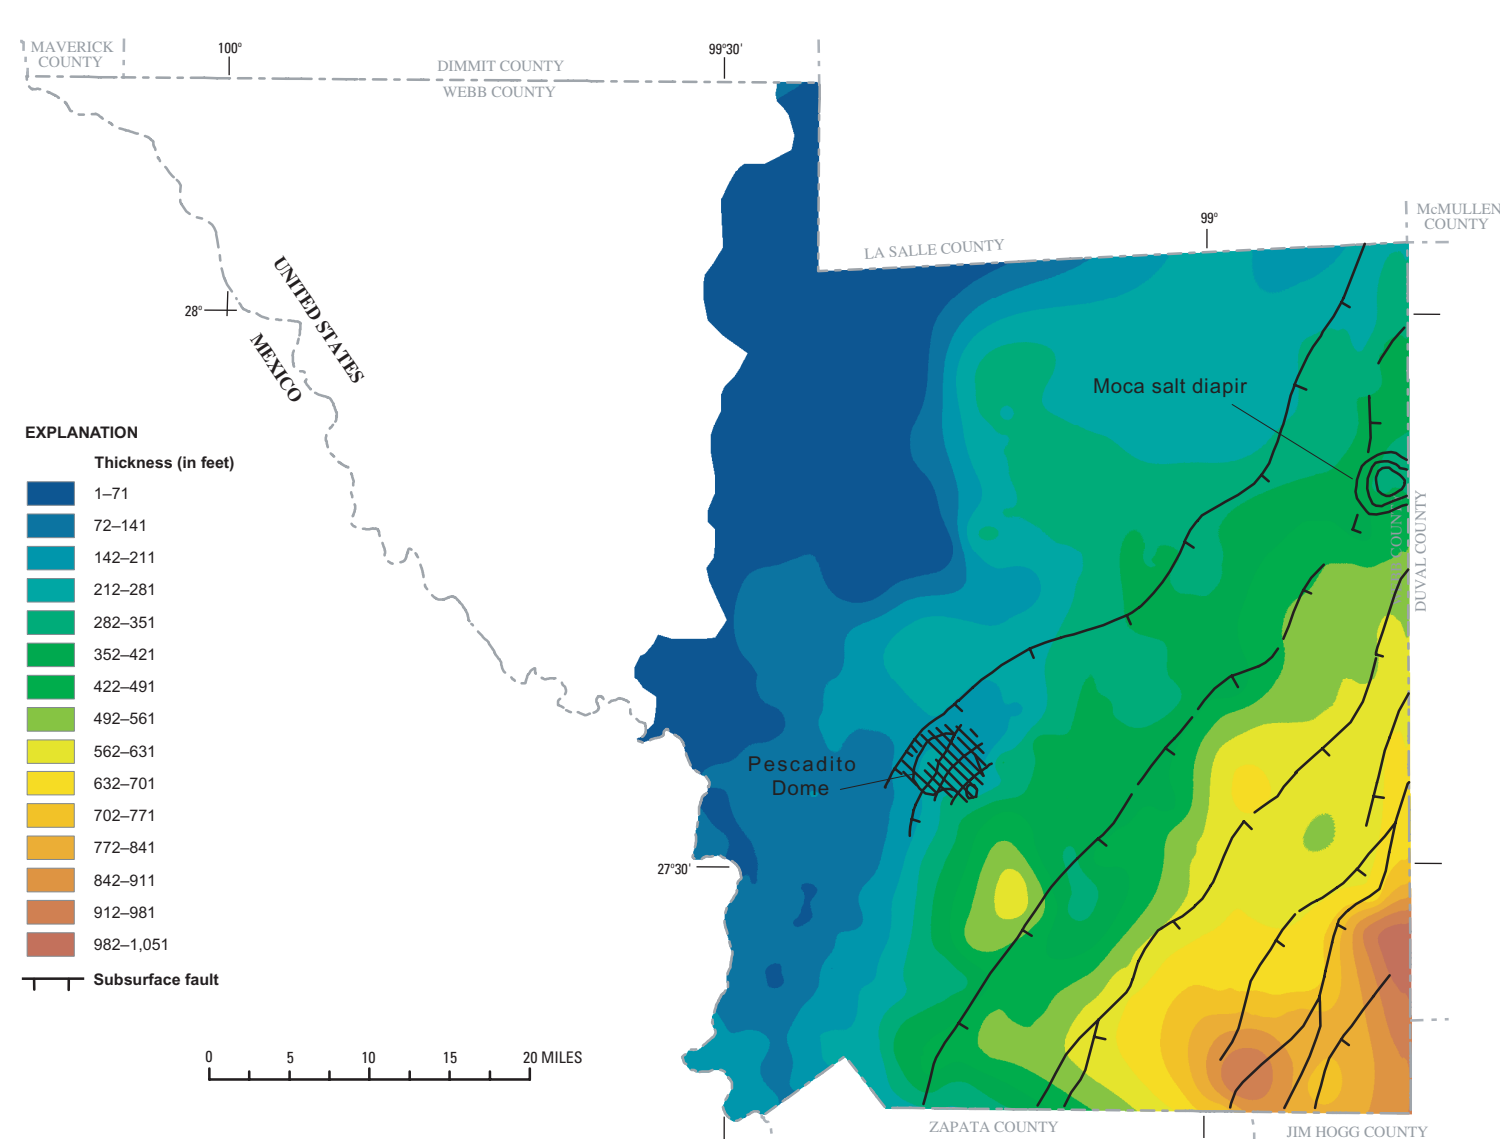 MAVERICK
COUNTY
100°
99°30'
DIMMIT COUNTY
WEBB COUNTY
McMULLEN
COUNTY
99°
LA SALLE COUNTY
28°
UNITED STATES
MEXICO
Moca salt diapir
EXPLANATION
Thickness (in feet)
1–71
72–141
142–211
212–281
282–351
352–421
422–491
492–561
562–631
632–701
702–771
772–841
842–911
912–981
982–1,051
Subsurface fault
WEBB COUNTY
DUVAL COUNTY
Pescadito
Dome
27°30'
0 5 10 15 20 MILES
ZAPATA COUNTY
JIM HOGG COUNTY